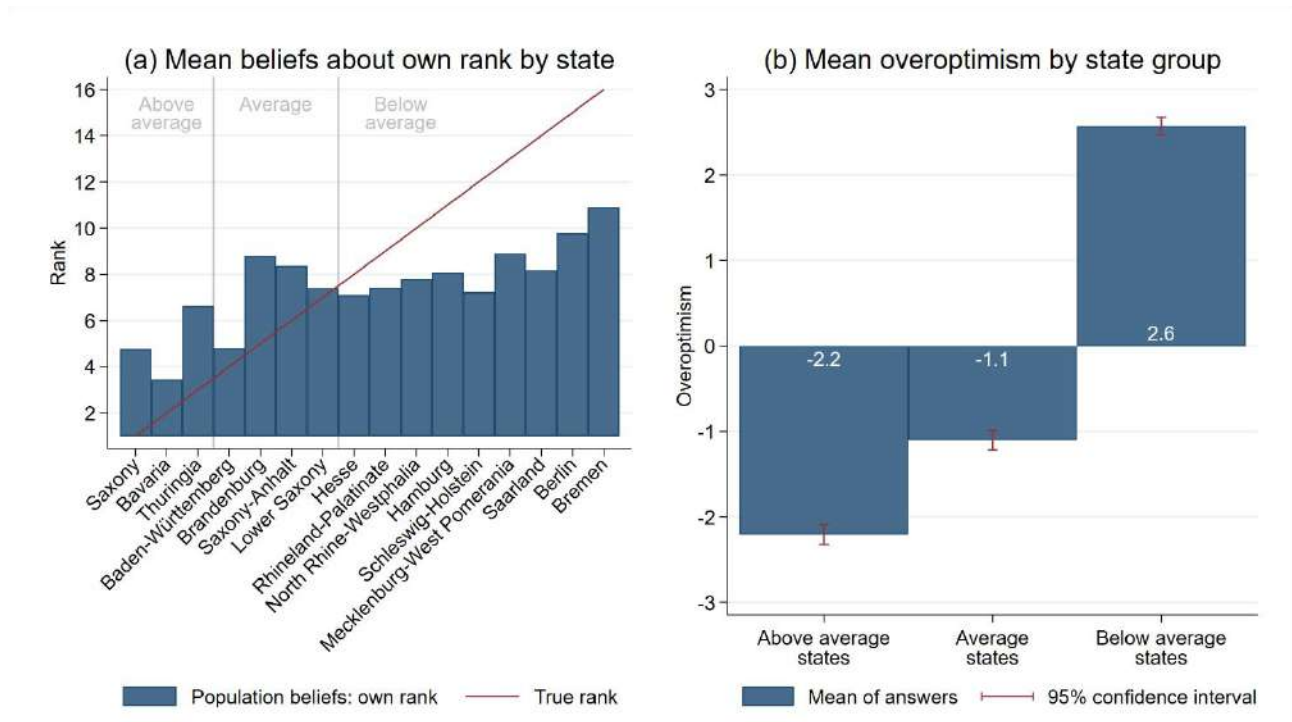 (a) Mean beliefs about own rank by state
Above
average
Average
Below
average
16
14
12
10
8
6
4
2
Rank
Saxony
Bavaria
Thuringia
Baden-Württemberg
Brandenburg
Saxony-Anhalt
Lower Saxony
Hesse
Rhineland-Palatinate
North Rhine-Westphalia
Hamburg
Schleswig-Holstein
Mecklenburg-West Pomerania
Saarland
Berlin
Bremen
Population beliefs: own rank
True rank
(b) Mean overoptimism by state group
3
2
1
0
-1
-2
-3
Overoptimism
-2.2
-1.1
2.6
Above average
states
Average
states
Below average
states
Mean of answers
95% confidence interval